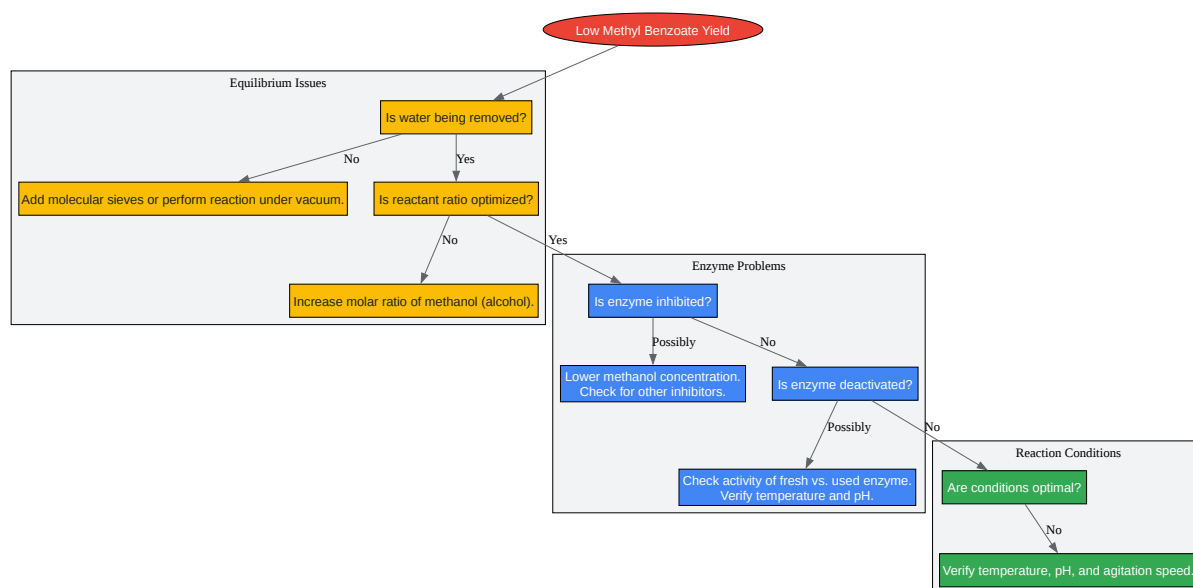 Low Methyl Benzoate Yield
Equilibrium Issues
Is water being removed?
No
Yes
Add molecular sieves or perform reaction under vacuum.
Is reactant ratio optimized?
No
Yes
Increase molar ratio of methanol (alcohol).
Enzyme Problems
Is enzyme inhibited?
Possibly
No
Lower methanol concentration.
Check for other inhibitors.
Is enzyme deactivated?
Possibly
No
Check activity of fresh vs. used enzyme.
Verify temperature and pH.
Reaction Conditions
Are conditions optimal?
No
Verify temperature, pH, and agitation speed.